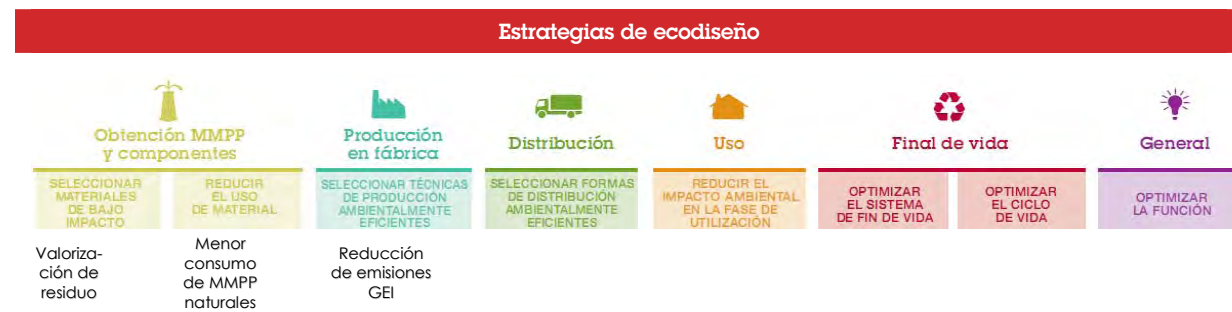 Estrategias de ecodiseño
Obtención MMPP
y componentes
Producción
en fábrica
Distribución
Uso
Final de vida
General
SELECCIONAR
MATERIALES
DE BAJO
IMPACTO
REDUCIR
EL USO
DE MATERIAL
SELECCIONAR TÉCNICAS
DE PRODUCCIÓN
AMBIENTALMENTE
EFICIENTES
SELECCIONAR FORMAS
DE DISTRIBUCIÓN
AMBIENTALMENTE
EFICIENTES
REDUCIR EL
IMPACTO AMBIENTAL
EN LA FASE DE
UTILIZACIÓN
OPTIMIZAR
EL SISTEMA
DE FIN DE VIDA
OPTIMIZAR
EL CICLO
DE VIDA
OPTIMIZAR
LA FUNCIÓN
Valoriza-
ción de
residuo
Menor
consumo
de MMPP
naturales
Reducción
de emisiones
GEI